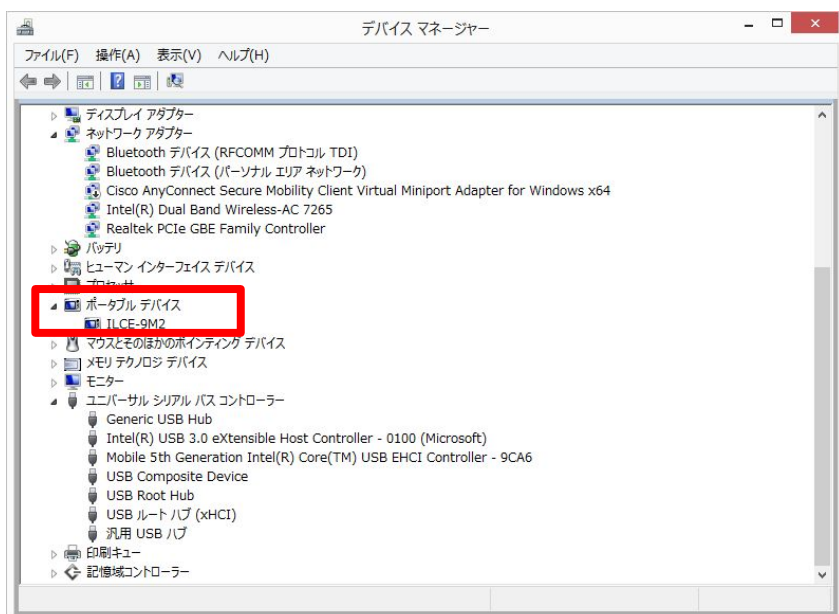 デバイス マネージャー
ファイル(F) 操作(A) 表示(V) ヘルプ(H)
ディスプレイ アダプター
ネットワーク アダプター
Bluetooth デバイス (RFCOMM プロトコル TDI)
Bluetooth デバイス (パーソナル エリア ネットワーク)
Cisco AnyConnect Secure Mobility Client Virtual Miniport Adapter for Windows x64
Intel(R) Dual Band Wireless-AC 7265
Realtek PCIe GBE Family Controller
バッテリ
ヒューマン インターフェイス デバイス
プロセッサ
ポータブル デバイス
ILCE-9M2
マウスとそのほかのポインティング デバイス
メモリ テクノロジ デバイス
モニター
ユニバーサル シリアル バス コントローラー
Generic USB Hub
Intel(R) USB 3.0 eXtensible Host Controller - 0100 (Microsoft)
Mobile 5th Generation Intel(R) Core(TM) USB EHCI Controller - 9CA6
USB Composite Device
USB Root Hub
USB ルート ハブ (xHCI)
汎用 USB ハブ
印刷キュー
記憶域コントローラー